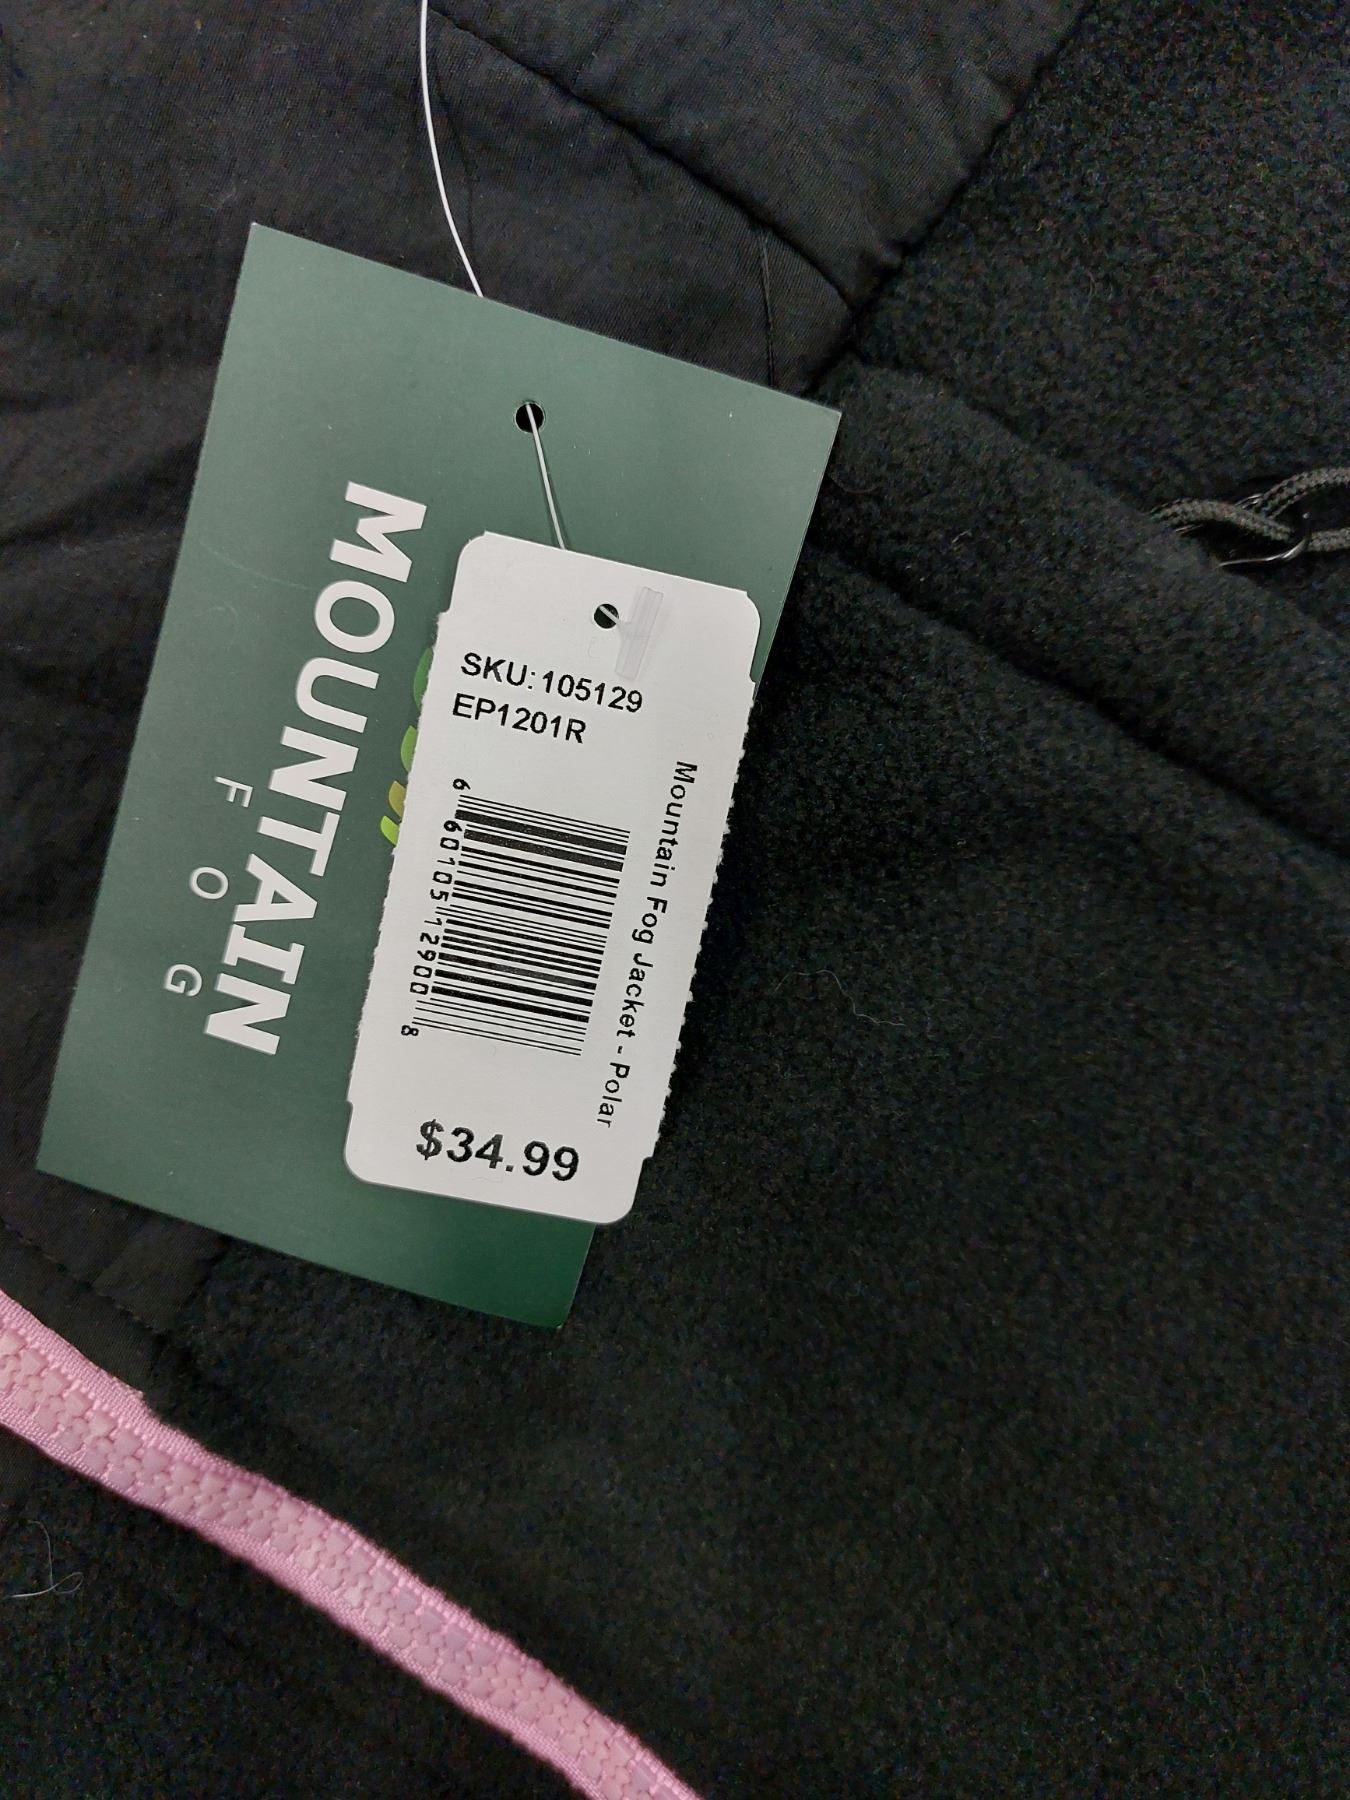 MOUNTAIN
FOG
SKU:105129
EP1201R
Mountain Fog Jacket - Polar
6 60105 12900 8
$34.99